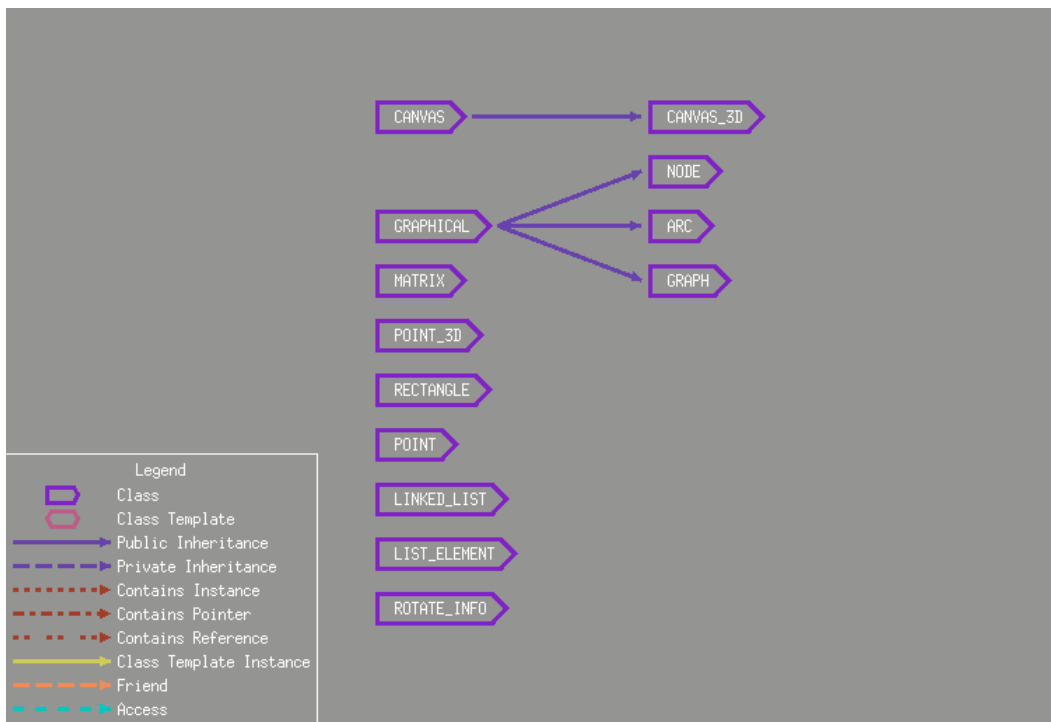 CANVAS CANVAS_3D
NODE
GRAPHICAL ARC
MATRIX GRAPH
POINT_3D
RECTANGLE
POINT
LINKED_LIST
LIST_ELEMENT
ROTATE_INFO
Legend
Class
Class Template
Public Inheritance
Private Inheritance
Contains Instance
Contains Pointer
Contains Reference
Class Template Instance
Friend
Access